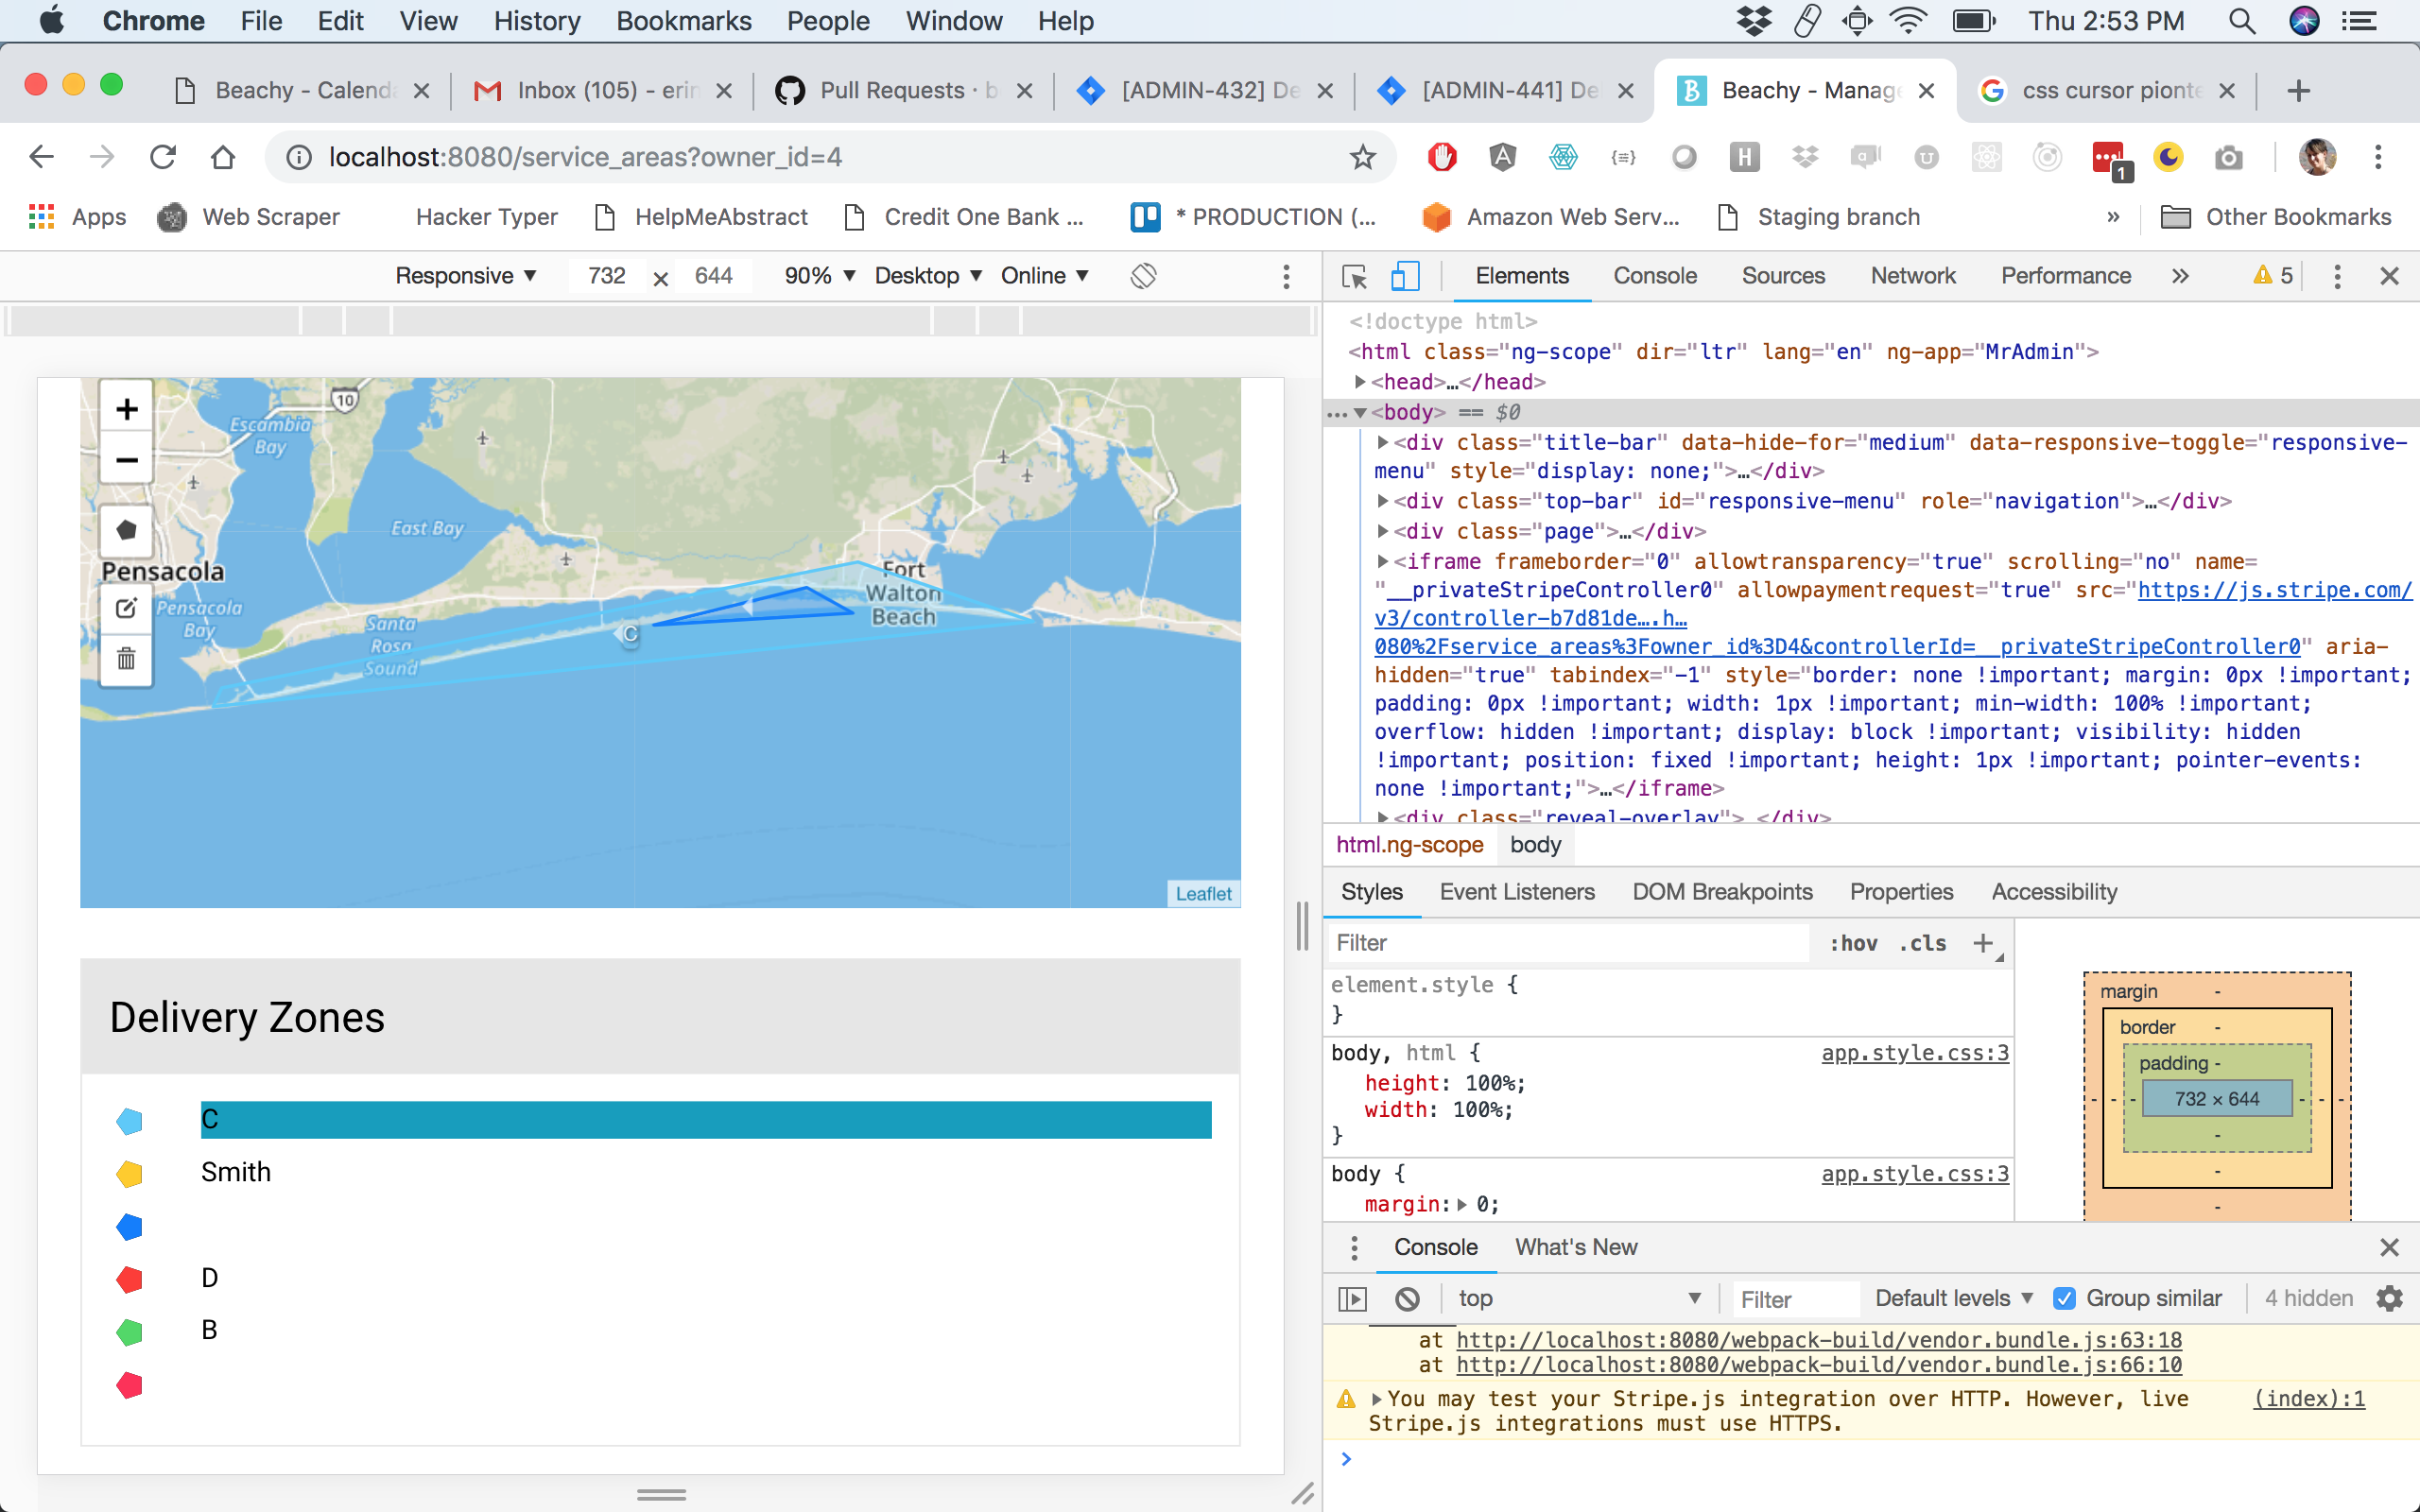 Chrome File Edit View History Bookmarks People Window Help Thu 2:53 PM
Beachy - Calenda Inbox (105) - erin Pull Requests · b [ADMIN-432] De [ADMIN-441] De Beachy - Manage css cursor pionte
localhost:8080/service_areas?owner_id=4
Apps Web Scraper Hacker Typer HelpMeAbstract Credit One Bank ... * PRODUCTION (... Amazon Web Serv... Staging branch » Other Bookmarks
Responsive ▼ 732 × 644 90% ▼ Desktop ▼ Online ▼
Elements Console Sources Network Performance » 5
+
−
10
Escambia
Bay
East Bay
Pensacola
Pensacola
Bay
Santa
Rosa
Sound
Fort
Walton
Beach
C
Leaflet
Delivery Zones
C
Smith
D
B
<!doctype html>
<html class="ng-scope" dir="ltr" lang="en" ng-app="MrAdmin">
▶<head>…</head>
…▼<body> == $0
▶<div class="title-bar" data-hide-for="medium" data-responsive-toggle="responsive-
menu" style="display: none;">…</div>
▶<div class="top-bar" id="responsive-menu" role="navigation">…</div>
▶<div class="page">…</div>
▶<iframe frameborder="0" allowtransparency="true" scrolling="no" name=
"__privateStripeController0" allowpaymentrequest="true" src="https://js.stripe.com/
v3/controller-b7d81de….h…
080%2Fservice_areas%3Fowner_id%3D4&controllerId=__privateStripeController0" aria-
hidden="true" tabindex="-1" style="border: none !important; margin: 0px !important;
padding: 0px !important; width: 1px !important; min-width: 100% !important;
overflow: hidden !important; display: block !important; visibility: hidden
!important; position: fixed !important; height: 1px !important; pointer-events:
none !important;">…</iframe>
▶<div class="reveal-overlay">…</div>
html.ng-scope body
Styles Event Listeners DOM Breakpoints Properties Accessibility
Filter :hov .cls +
element.style {
}
body, html { app.style.css:3
height: 100%;
width: 100%;
}
body { app.style.css:3
margin:▶ 0;
margin -
border -
padding -
- - - 732 × 644 - - -
-
-
-
Console What's New
top ▼ Filter Default levels ▼ Group similar 4 hidden
at http://localhost:8080/webpack-build/vendor.bundle.js:63:18
at http://localhost:8080/webpack-build/vendor.bundle.js:66:10
▶You may test your Stripe.js integration over HTTP. However, live (index):1
Stripe.js integrations must use HTTPS.